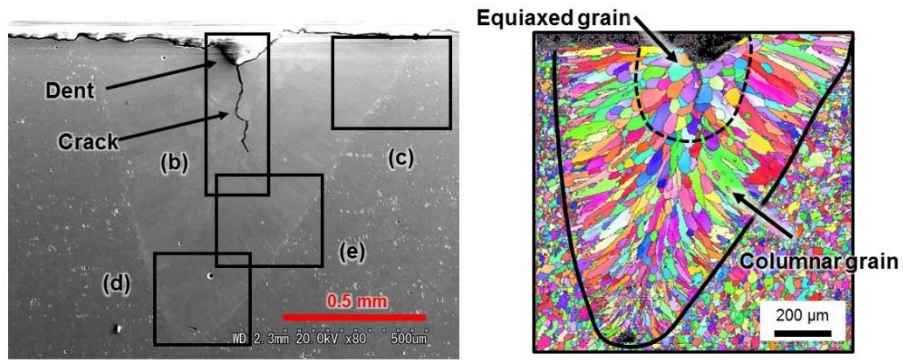 Dent
Crack
(b)
(c)
(e)
(d)
0.5 mm
WD 2.3mm 20.0kV x80 500um
Equiaxed grain
Columnar grain
200 μm